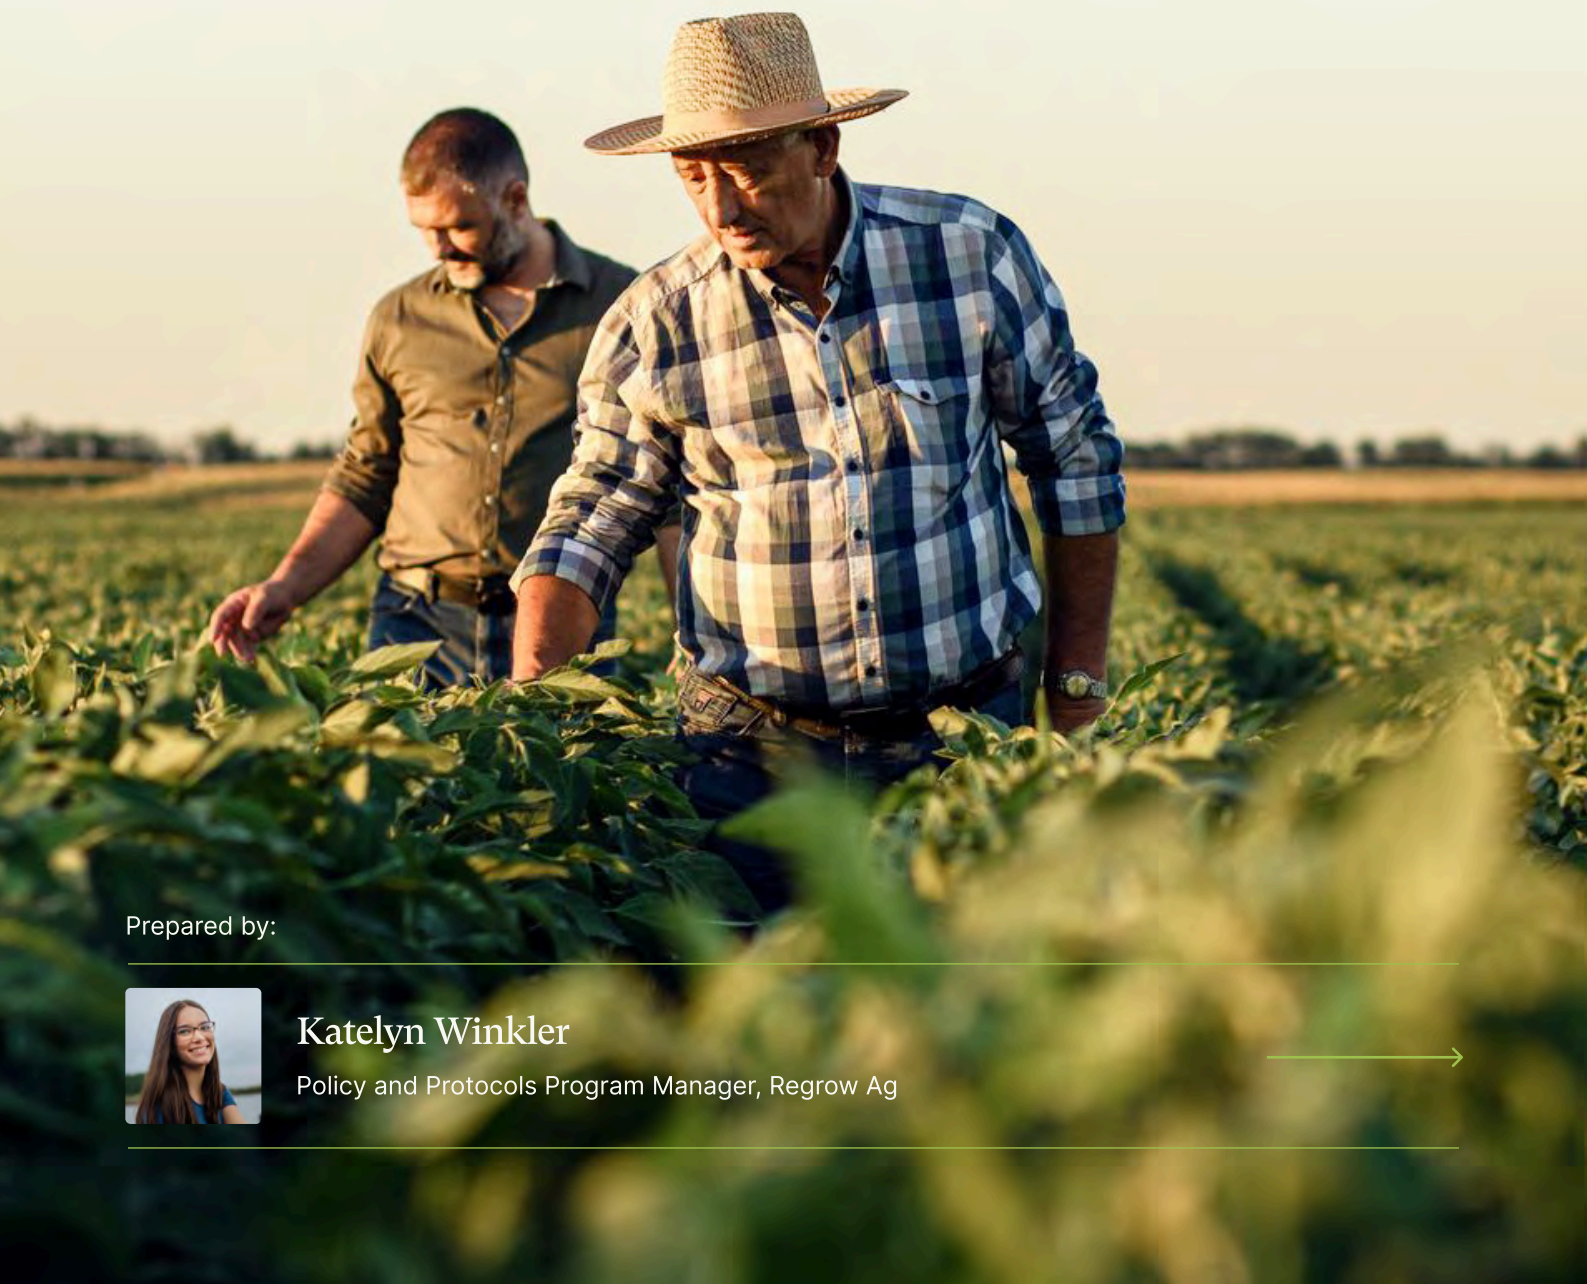 Prepared by:
Katelyn Winkler
Policy and Protocols Program Manager, Regrow Ag